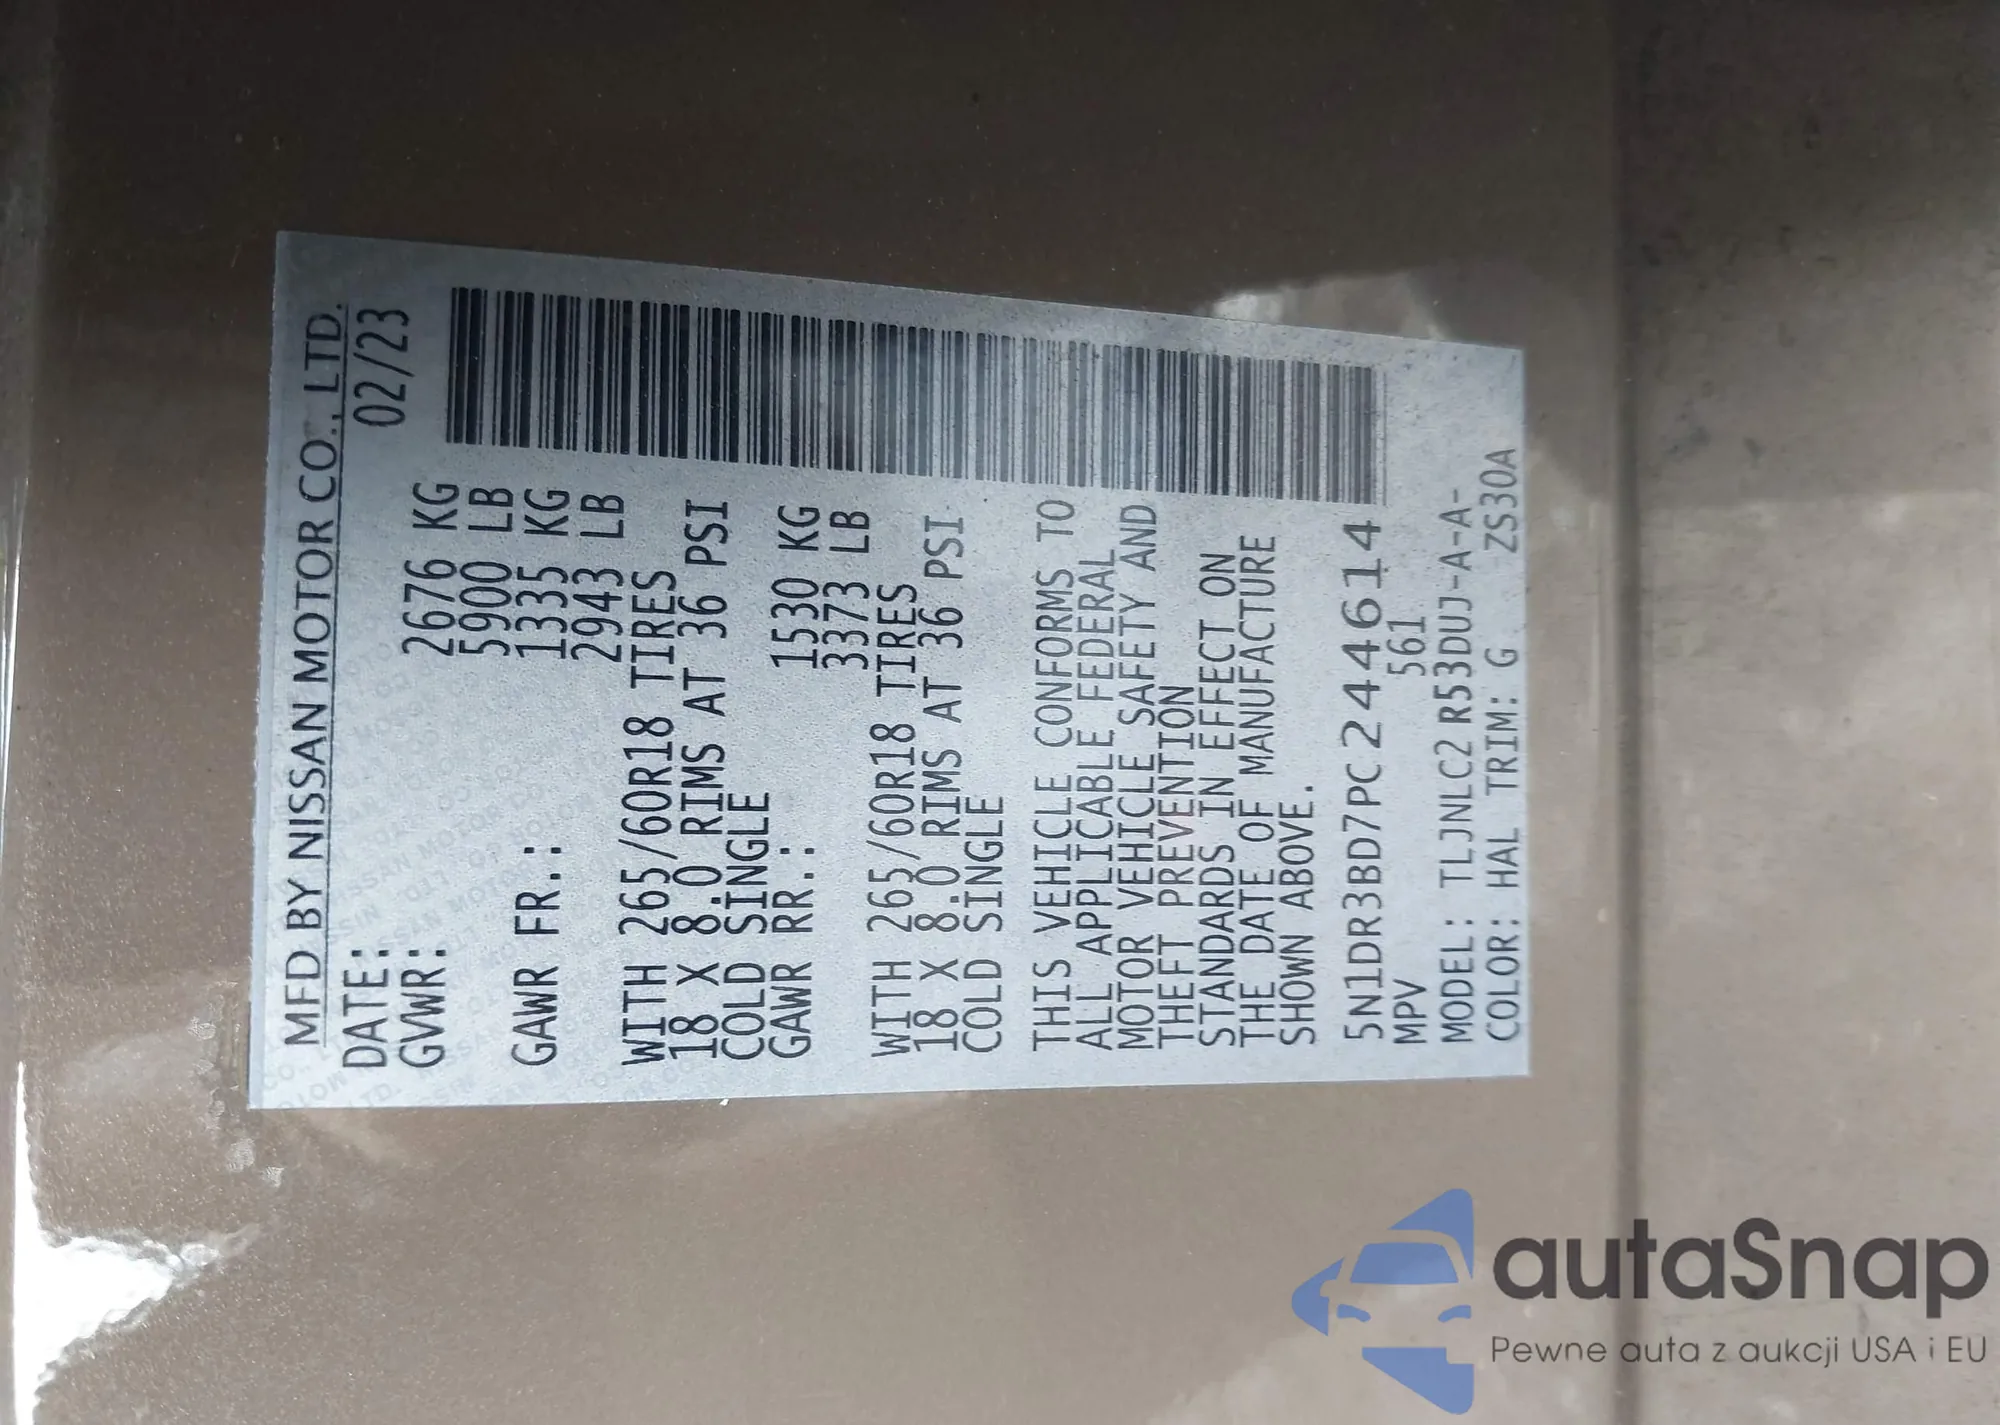 MFD BY NISSAN MOTOR CO., LTD.
DATE: 02/23
GVWR: 2676 KG
5900 LB
GAWR FR.: 1335 KG
2943 LB
WITH 265/60R18 TIRES
18 X 8.0 RIMS AT 36 PSI
COLD SINGLE
GAWR RR.: 1530 KG
3373 LB
WITH 265/60R18 TIRES
18 X 8.0 RIMS AT 36 PSI
COLD SINGLE
THIS VEHICLE CONFORMS TO
ALL APPLICABLE FEDERAL
MOTOR VEHICLE SAFETY AND
THEFT PREVENTION
STANDARDS IN EFFECT ON
THE DATE OF MANUFACTURE
SHOWN ABOVE.
5N1DR3BD7PC244614
MPV 561
MODEL: TLJNLC2 R53DUJ-A-A-
COLOR: HAL TRIM: G ZS30A
autaSnap
Pewne auta z aukcji USA i EU